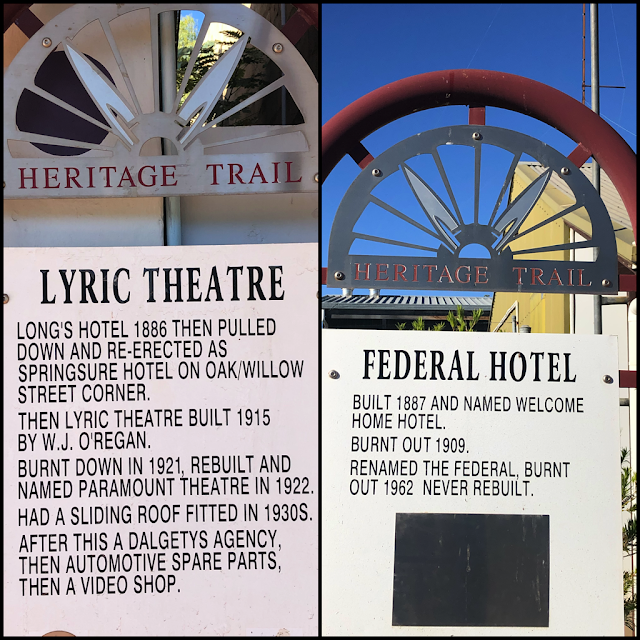 HERITAGE TRAIL
LYRIC THEATRE
LONG'S HOTEL 1886 THEN PULLED
DOWN AND RE-ERECTED AS
SPRINGSURE HOTEL ON OAK/WILLOW
STREET CORNER.
THEN LYRIC THEATRE BUILT 1915
BY W.J. O'REGAN.
BURNT DOWN IN 1921, REBUILT AND
NAMED PARAMOUNT THEATRE IN 1922.
HAD A SLIDING ROOF FITTED IN 1930S.
AFTER THIS A DALGETYS AGENCY,
THEN AUTOMOTIVE SPARE PARTS,
THEN A VIDEO SHOP.
HERITAGE TRAIL
FEDERAL HOTEL
BUILT 1887 AND NAMED WELCOME
HOME HOTEL.
BURNT OUT 1909.
RENAMED THE FEDERAL, BURNT
OUT 1962 NEVER REBUILT.